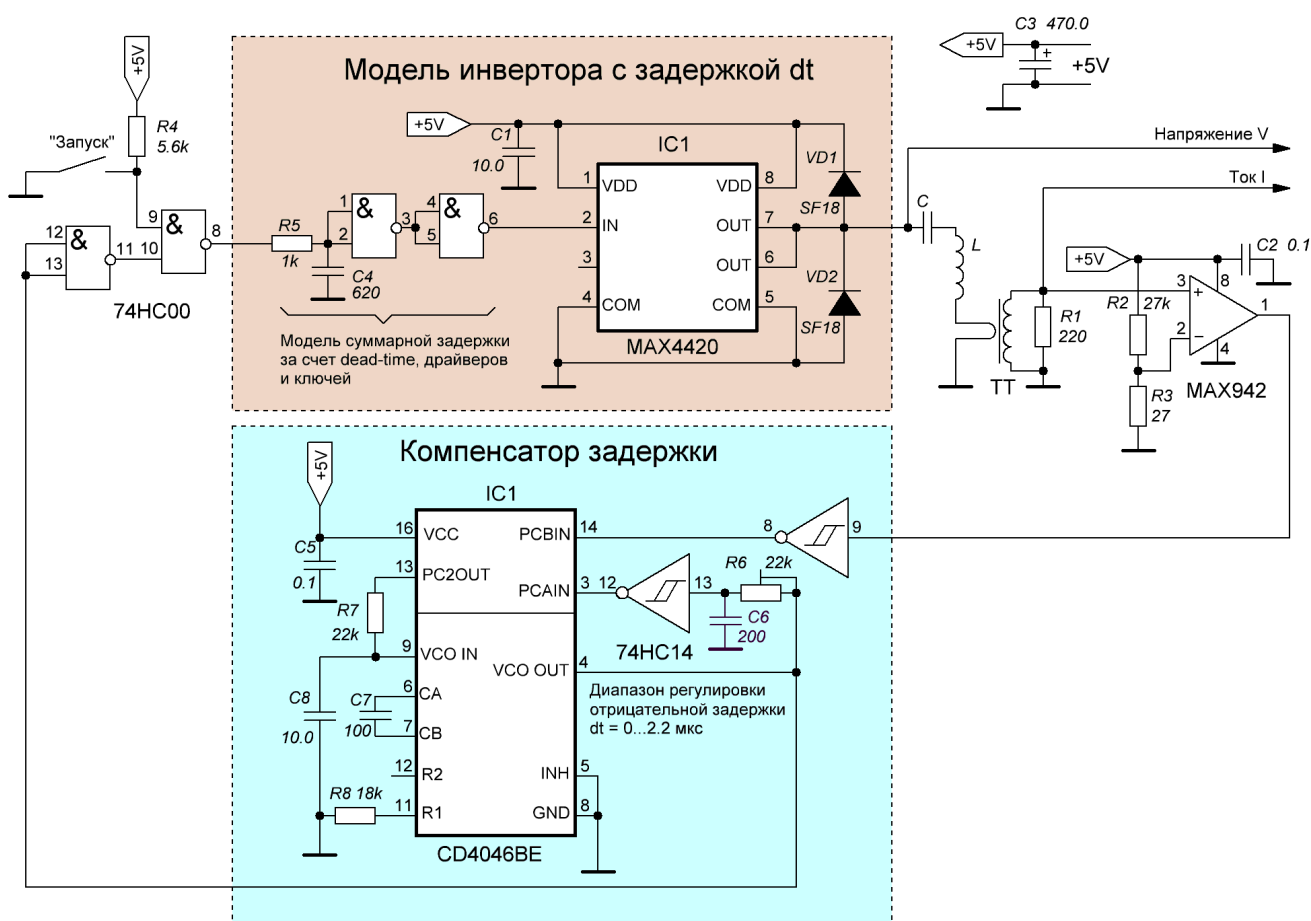 C3 470.0
+5V
+5V
+5V
Модель инвертора с задержкой dt
R4
5.6k
"Запуск"
+5V
C1
10.0
IC1
VD1
SF18
Напряжение V
Ток I
1 VDD
VDD 8
2 IN
OUT 7
3
OUT 6
4 COM
COM 5
MAX4420
VD2
SF18
C
L
+5V
C2 0.1
12
13
&
11
9
10
&
8
74HC00
R5
1k
C4
620
1
2
&
3
4
5
&
6
Модель суммарной задержки
за счет dead-time, драйверов
и ключей
TT
R1
220
R2
27k
R3
27
3
+
2
−
8
4
1
MAX942
Компенсатор задержки
+5V
IC1
16 VCC
PCBIN 14
13 PC2OUT
PCAIN 3
9 VCO IN
VCO OUT 4
6 CA
7 CB
12 R2
INH 5
11 R1
GND 8
CD4046BE
C5
0.1
R7
22k
C8
10.0
C7
100
R8 18k
8
9
12
13
74HC14
R6
22k
C6
200
Диапазон регулировки
отрицательной задержки
dt = 0...2.2 мкс